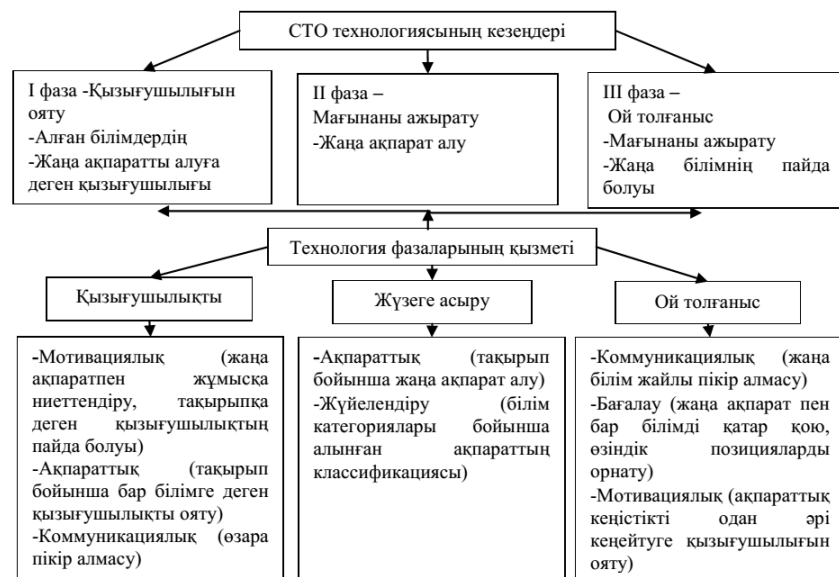 СТО технологиясының кезеңдері
І фаза -Қызығушылығын
ояту
-Алған білімдердің
-Жаңа ақпаратты алуға
деген қызығушылығы
ІІ фаза –
Мағынаны ажырату
-Жаңа ақпарат алу
ІІІ фаза –
Ой толғаныс
-Мағынаны ажырату
-Жаңа білімнің пайда
болуы
Технология фазаларының қызметі
Қызығушылықты
Жүзеге асыру
Ой толғаныс
-Мотивациялық (жаңа
ақпаратпен жұмысқа
ниеттендіру, тақырыпқа
деген қызығушылықтың
пайда болуы)
-Ақпараттық (тақырып
бойынша бар білімге деген
қызығушылықты ояту)
-Коммуникациялық (өзара
пікір алмасу)
-Ақпараттық (тақырып
бойынша жаңа ақпарат алу)
-Жүйелендіру (білім
категориялары бойынша
алынған ақпараттың
классификациясы)
-Коммуникациялық (жаңа
білім жайлы пікір алмасу)
-Бағалау (жаңа ақпарат пен
бар білімді қатар қою,
өзіндік позицияларды
орнату)
-Мотивациялық (ақпараттық
кеңістікті одан әрі
кеңейтуге қызығушылығын
ояту)